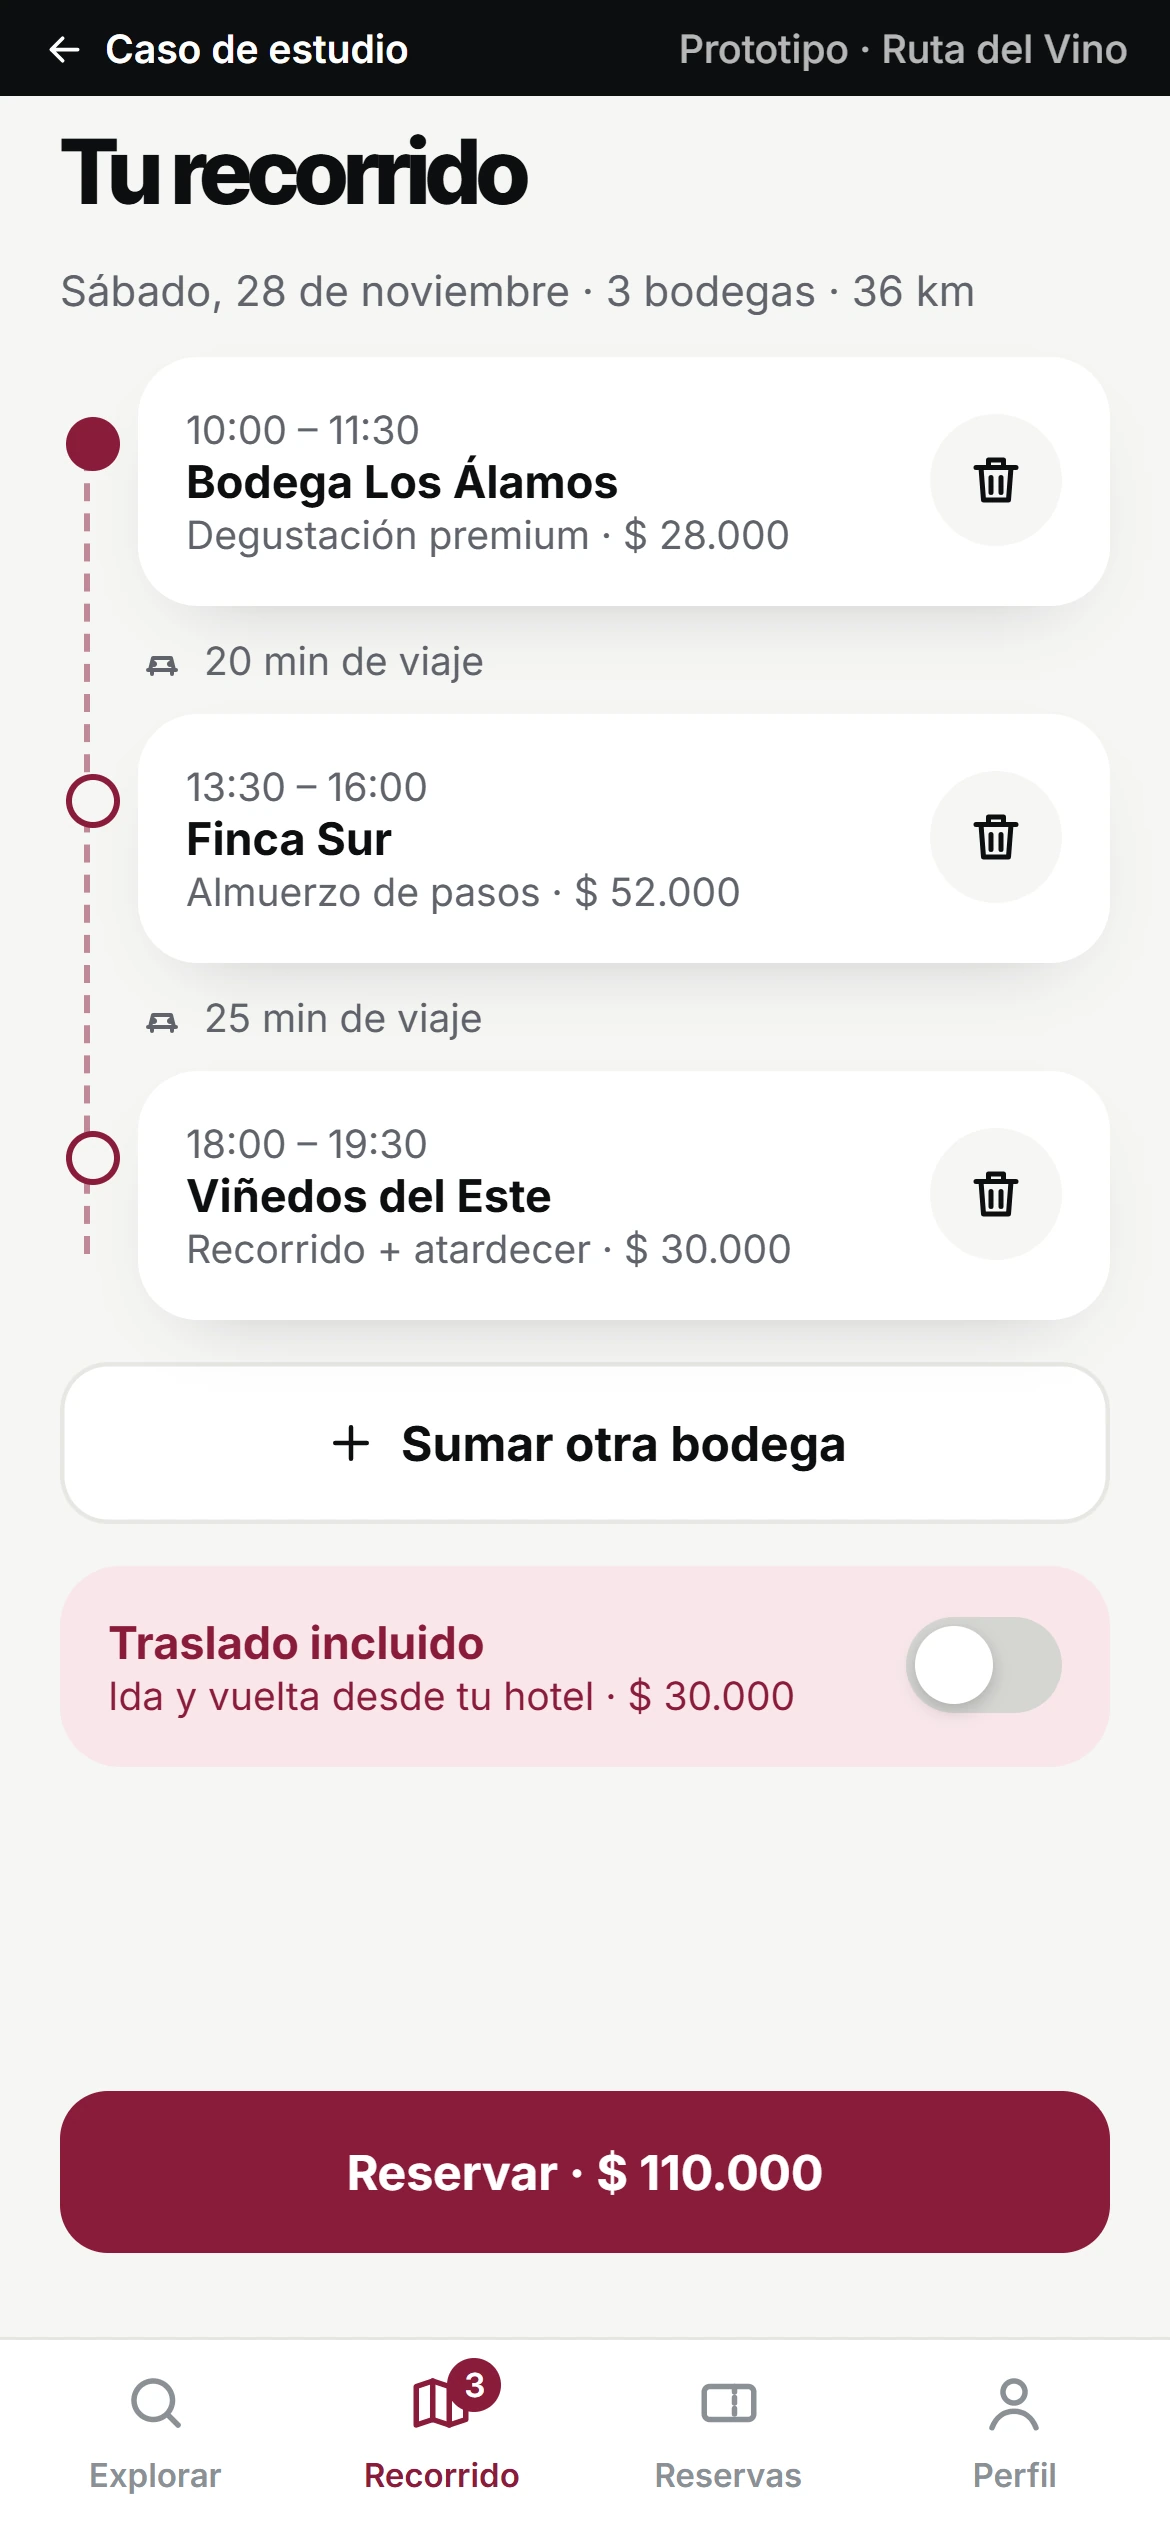 Caso de estudio
Prototipo · Ruta del Vino
Tu recorrido
Sábado, 28 de noviembre · 3 bodegas · 36 km
10:00 – 11:30
Bodega Los Álamos
Degustación premium · $ 28.000
20 min de viaje
13:30 – 16:00
Finca Sur
Almuerzo de pasos · $ 52.000
25 min de viaje
18:00 – 19:30
Viñedos del Este
Recorrido + atardecer · $ 30.000
Sumar otra bodega
Traslado incluido
Ida y vuelta desde tu hotel · $ 30.000
Reservar · $ 110.000
3
Explorar
Recorrido
Reservas
Perfil